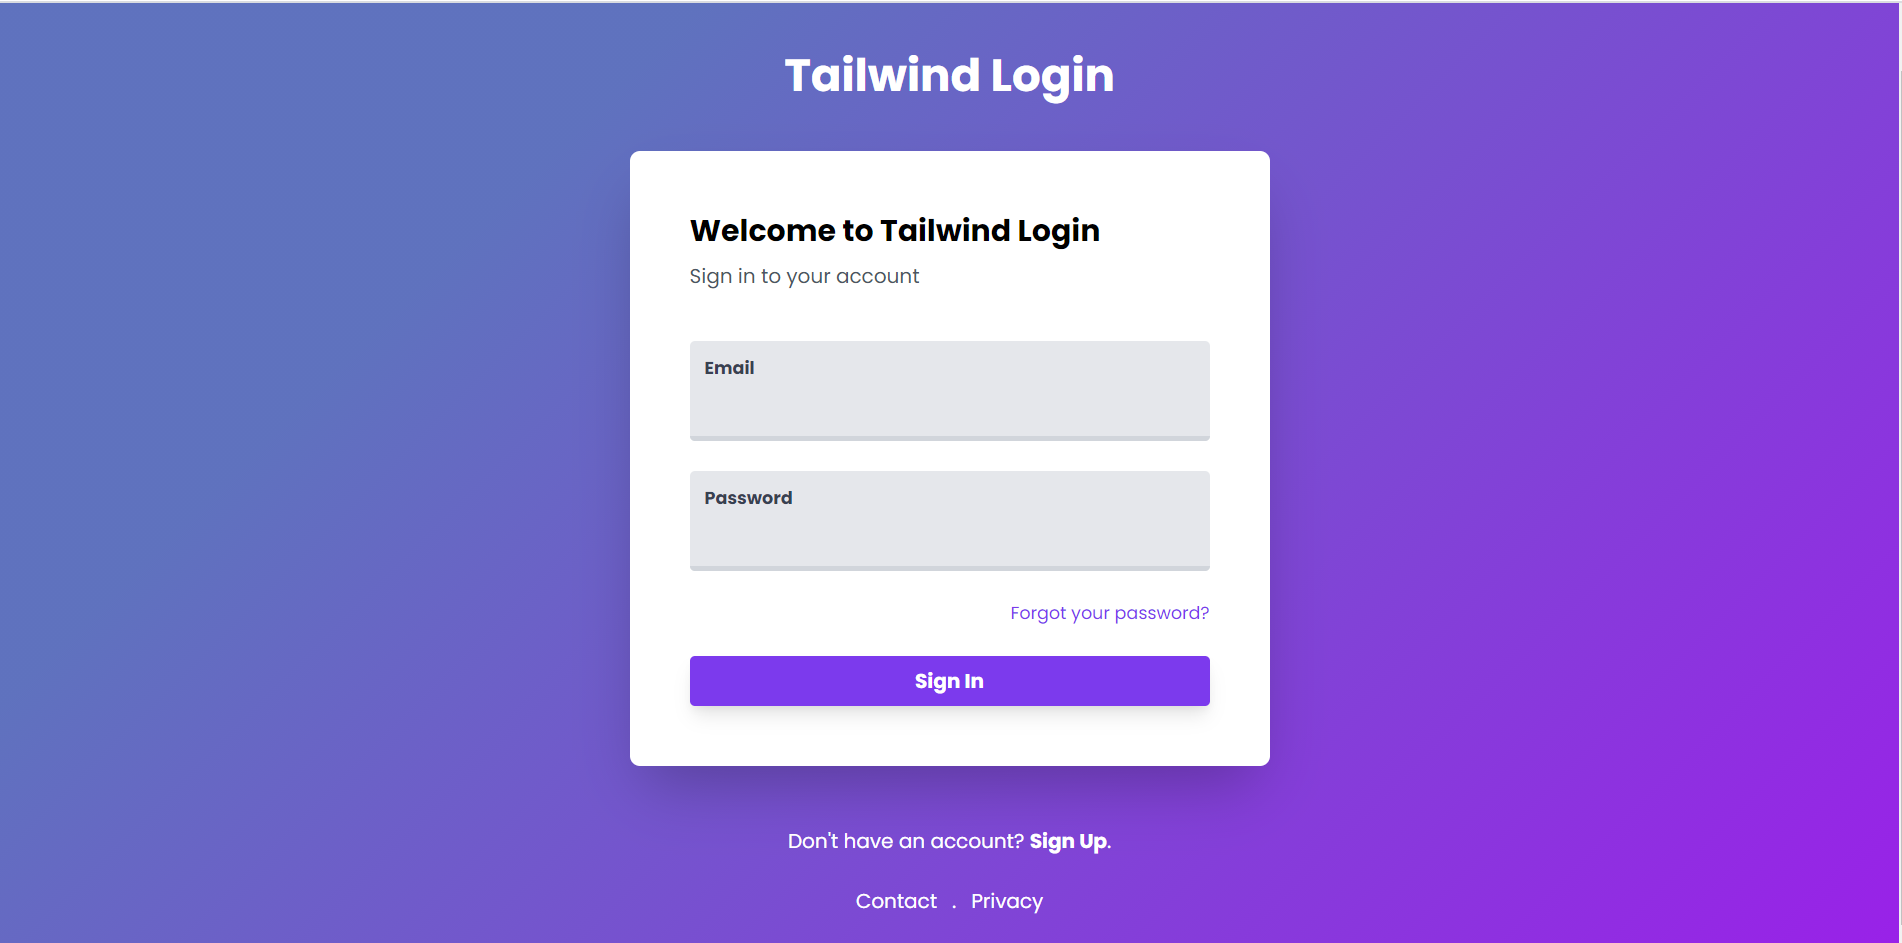 Tailwind Login
Welcome to Tailwind Login
Sign in to your account
Email
Password
Forgot your password?
Sign In
Don't have an account? Sign Up.
Contact . Privacy